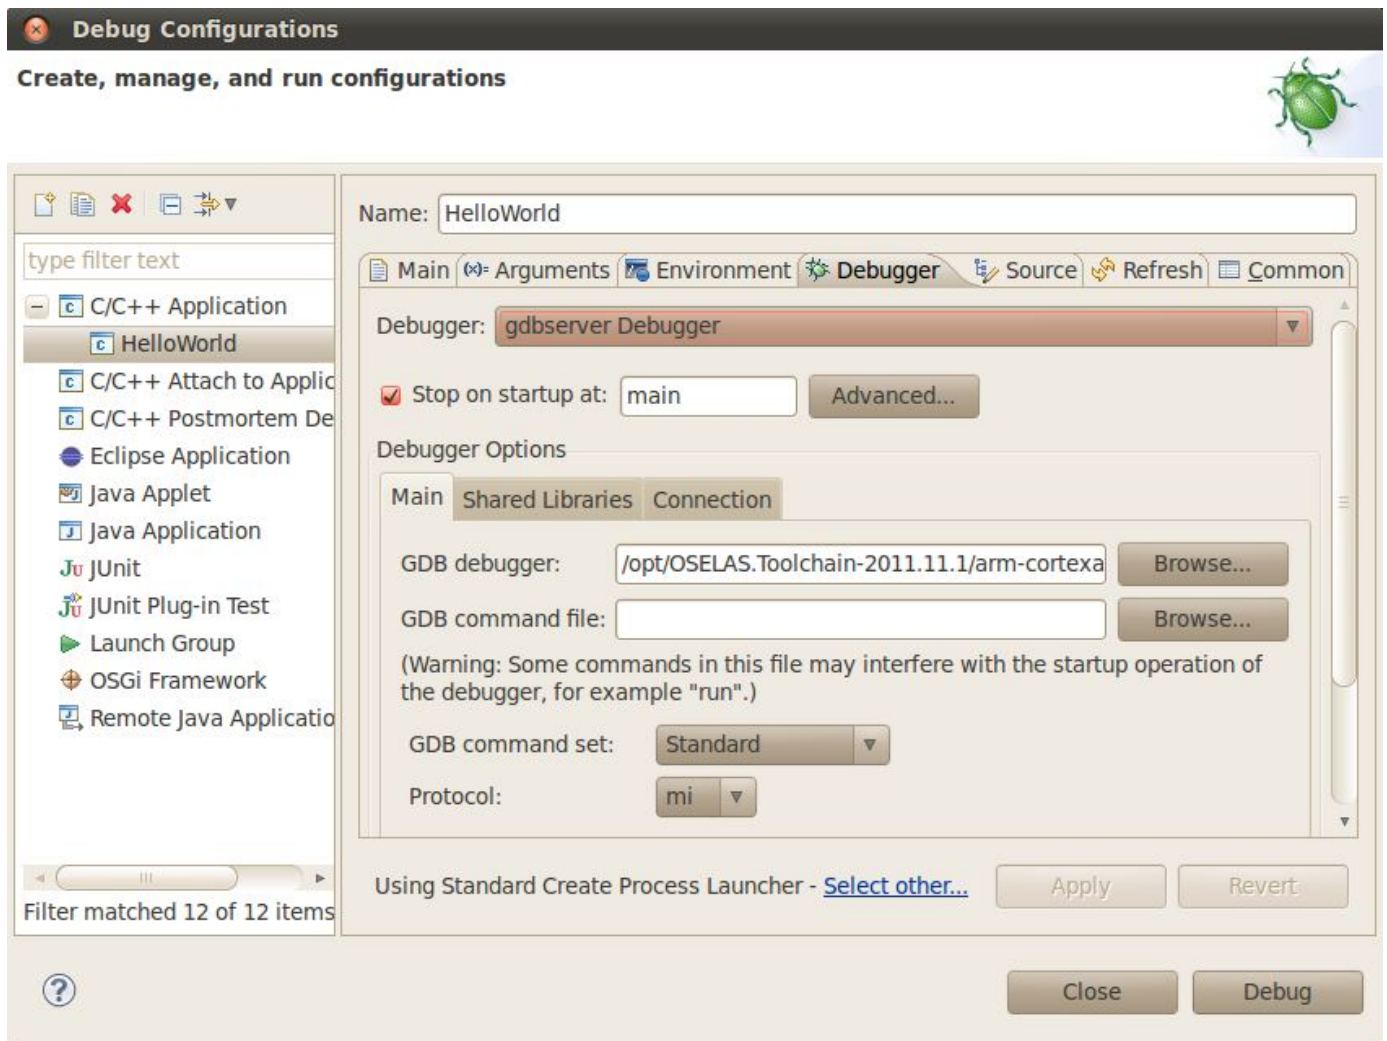 Debug Configurations
Create, manage, and run configurations
type filter text
C/C++ Application
HelloWorld
C/C++ Attach to Applic
C/C++ Postmortem De
Eclipse Application
Java Applet
Java Application
JUnit
JUnit Plug-in Test
Launch Group
OSGi Framework
Remote Java Applicatio
Filter matched 12 of 12 items
Name: HelloWorld
Main (x)= Arguments Environment Debugger Source Refresh Common
Debugger: gdbserver Debugger
Stop on startup at: main Advanced...
Debugger Options
Main Shared Libraries Connection
GDB debugger: /opt/OSELAS.Toolchain-2011.11.1/arm-cortexa Browse...
GDB command file: Browse...
(Warning: Some commands in this file may interfere with the startup operation of
the debugger, for example "run".)
GDB command set: Standard
Protocol: mi
Using Standard Create Process Launcher - Select other... Apply Revert
Close Debug